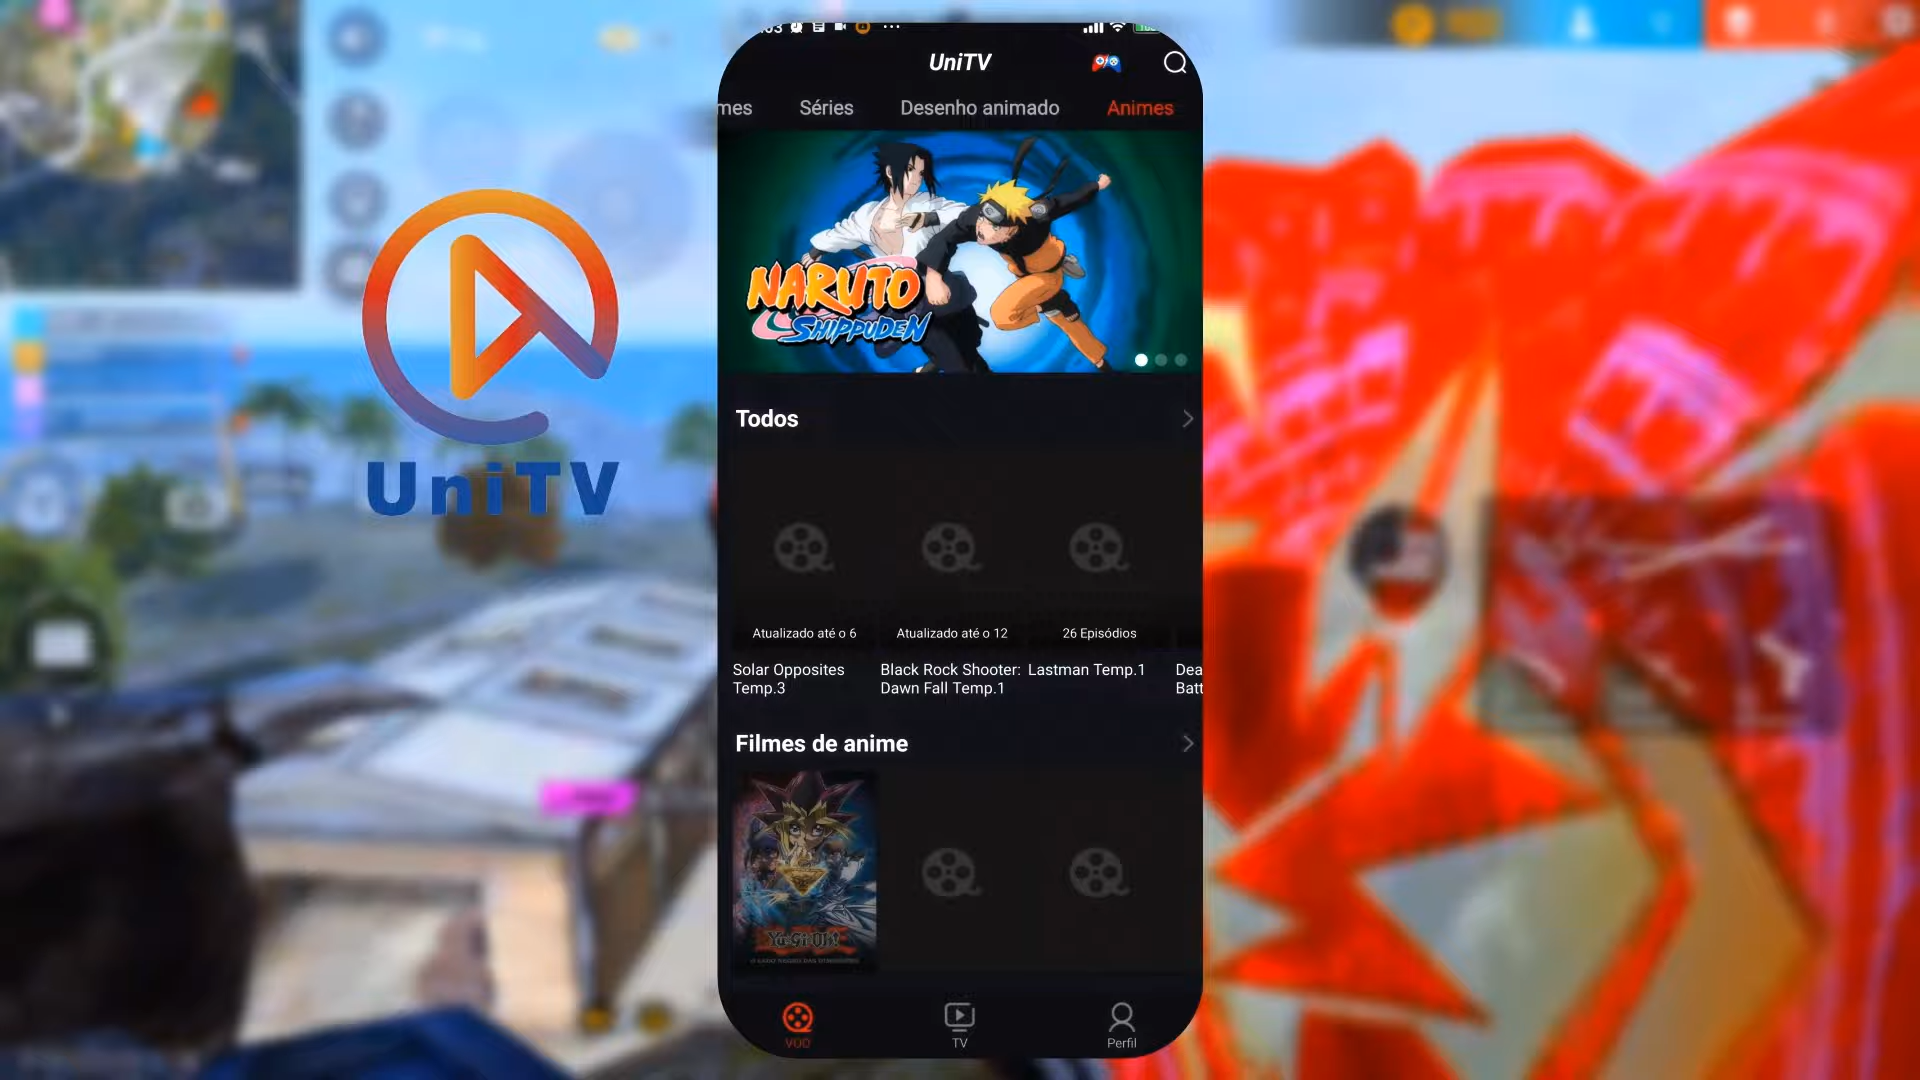 :03
UniTV
mes Séries Desenho animado Animes
NARUTO
SHIPPUDEN
UniTV
Todos
Atualizado até o 6 Atualizado até o 12 26 Episódios
Solar Opposites Temp.3
Black Rock Shooter: Dawn Fall Temp.1
Lastman Temp.1
Dea
Batt
Filmes de anime
Yu-Gi-Oh!
VOD TV Perfil